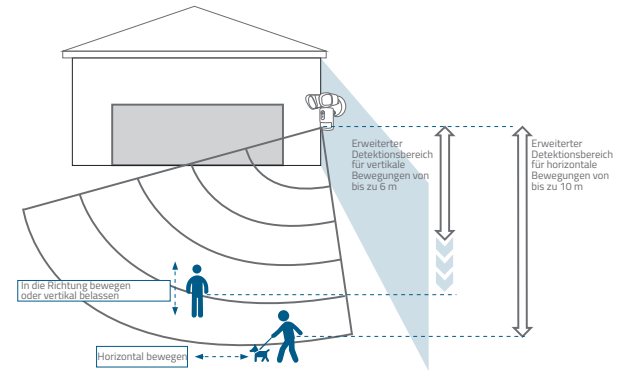 Erweiterter
Detektionsbereich
für vertikale
Bewegungen von
bis zu 6 m
Erweiterter
Detektionsbereich
für horizontale
Bewegungen von
bis zu 10 m
In die Richtung bewegen
oder vertikal belassen
Horizontal bewegen